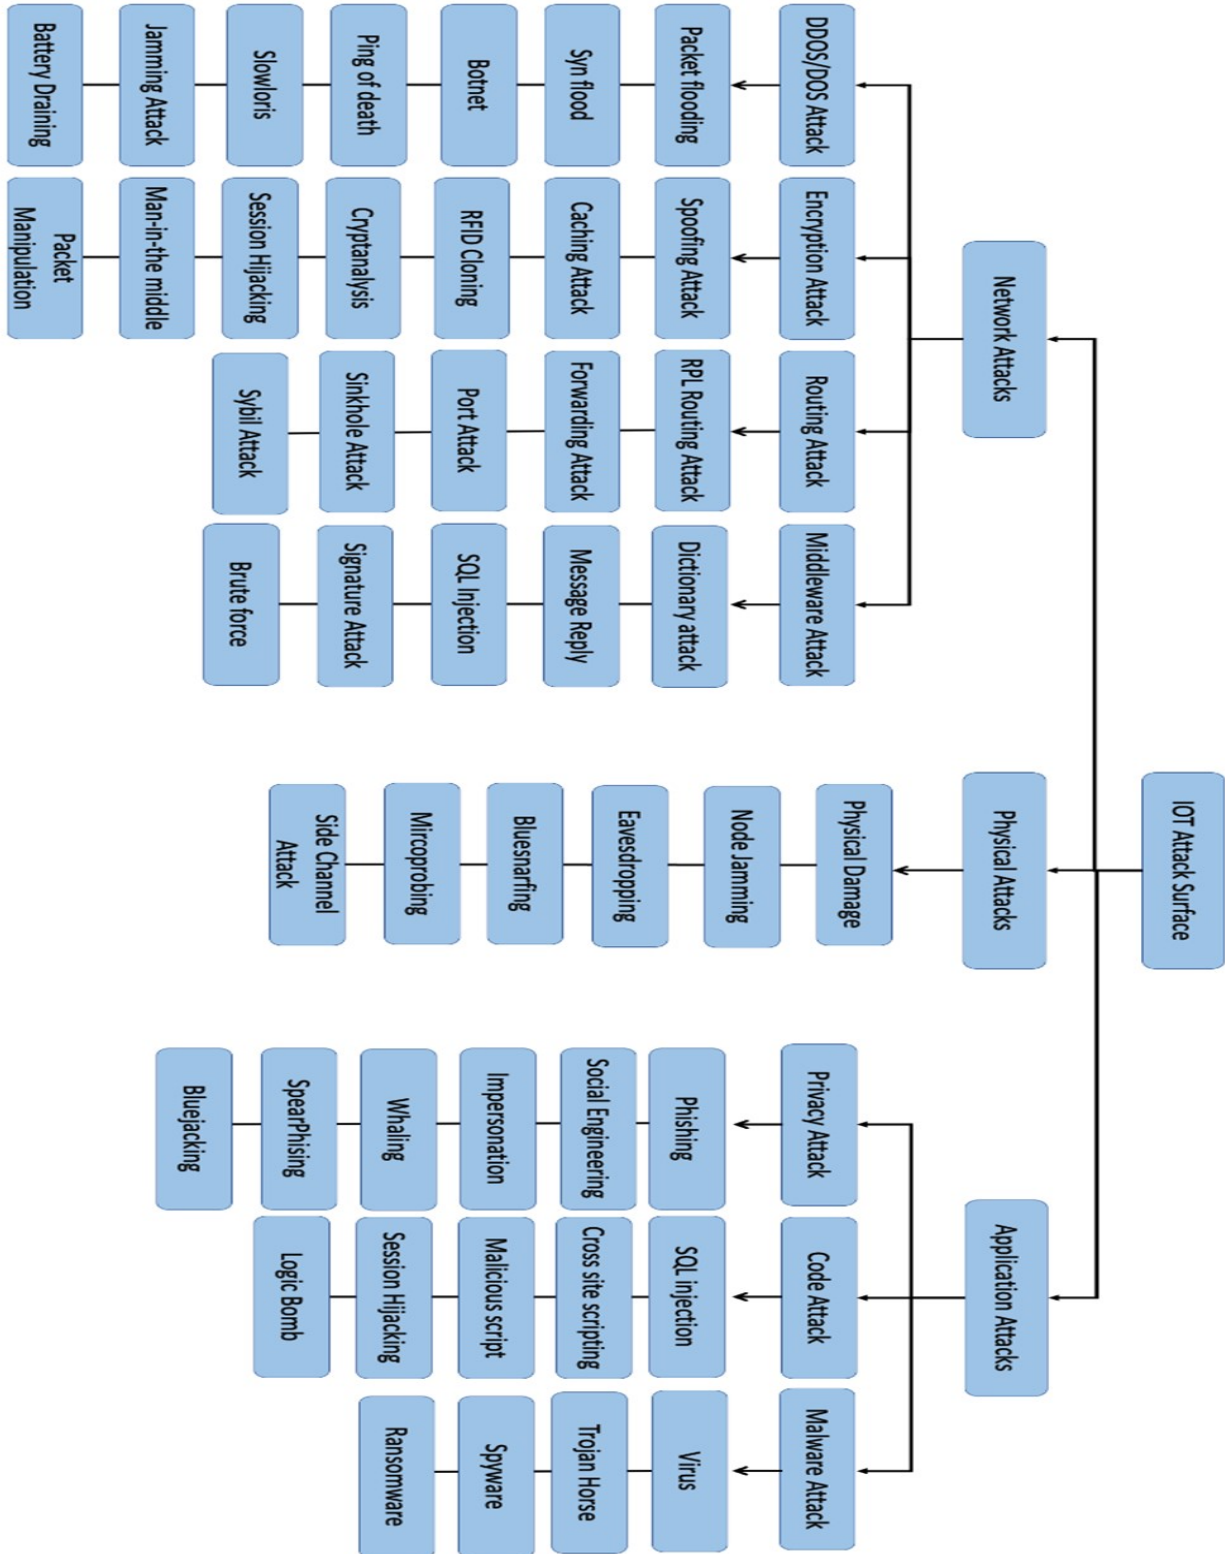 IOT Attack Surface
Network Attacks
Physical Attacks
Application Attacks
DDOS/DOS Attack
Encryption Attack
Routing Attack
Middleware Attack
Packet flooding
Syn flood
Botnet
Ping of death
Slowloris
Jamming Attack
Battery Draining
Spoofing Attack
Caching Attack
RFID Cloning
Cryptanalysis
Session Hijacking
Man-in-the middle
Packet
Manipulation
RPL Routing Attack
Forwarding Attack
Port Attack
Sinkhole Attack
Sybil Attack
Dictionary attack
Message Reply
SQL Injection
Signature Attack
Brute force
Physical Damage
Node Jamming
Eavesdropping
Bluesnarfing
Mircoprobing
Side Channel
Attack
Privacy Attack
Code Attack
Malware Attack
Phishing
Social Engineering
Impersonation
Whaling
SpearPhising
Bluejacking
SQL injection
Cross site scripting
Malicious script
Session Hijacking
Logic Bomb
Virus
Trojan Horse
Spyware
Ransomware